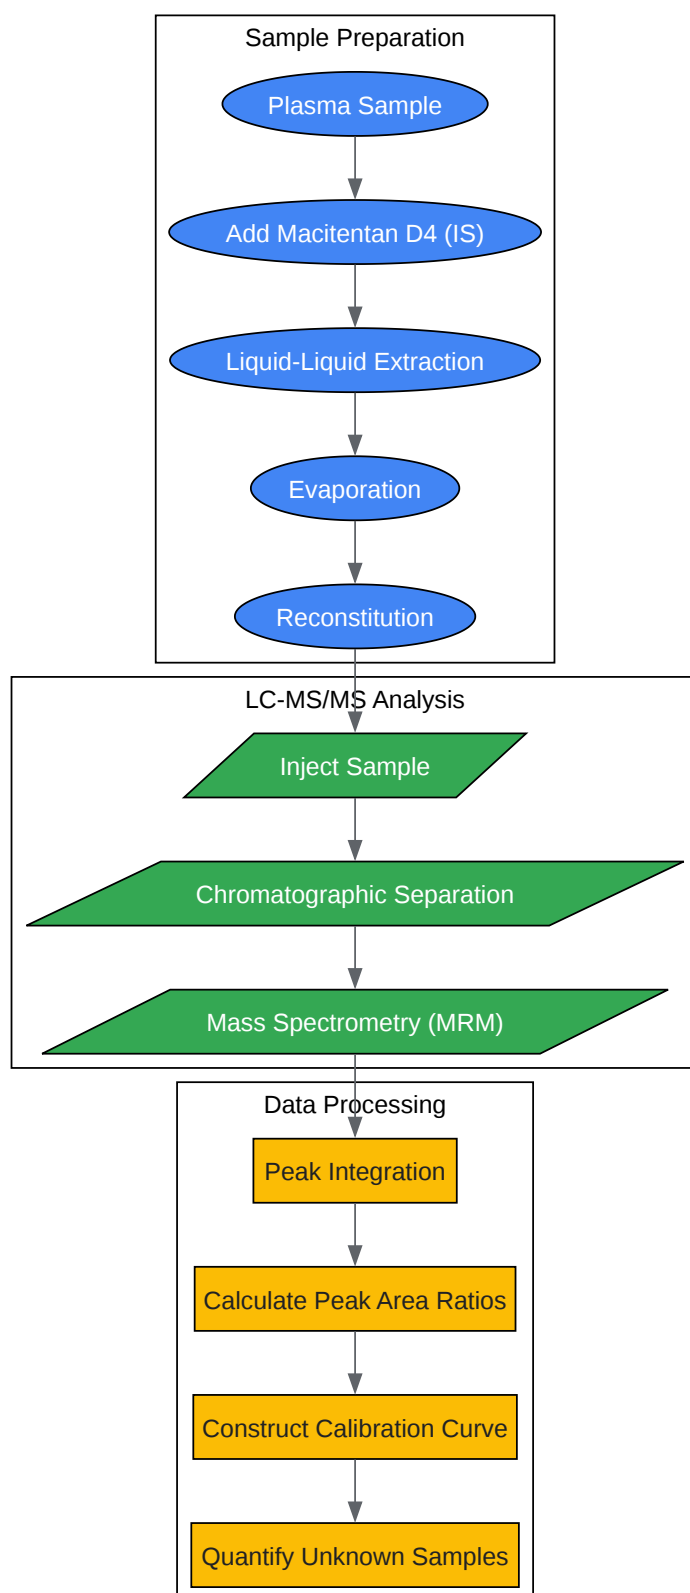 Sample Preparation
Plasma Sample
Add Macitentan D4 (IS)
Liquid-Liquid Extraction
Evaporation
Reconstitution
LC-MS/MS Analysis
Inject Sample
Chromatographic Separation
Mass Spectrometry (MRM)
Data Processing
Peak Integration
Calculate Peak Area Ratios
Construct Calibration Curve
Quantify Unknown Samples